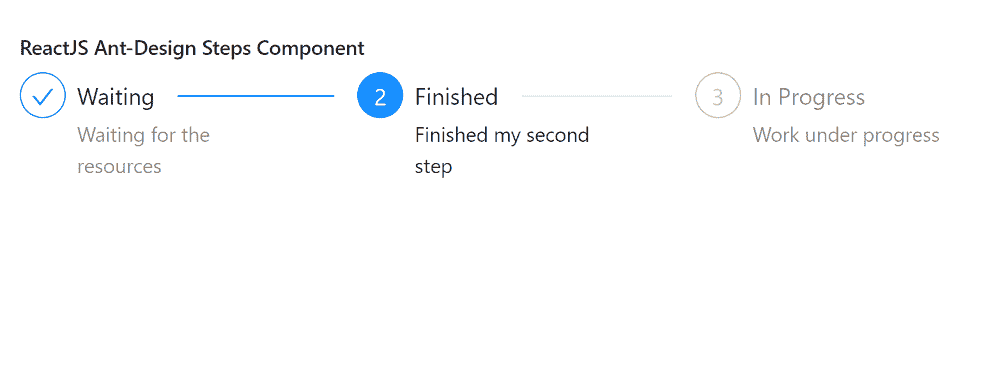 ReactJS Ant-Design Steps Component
Waiting
Waiting for the
resources
2
Finished
Finished my second
step
3
In Progress
Work under progress